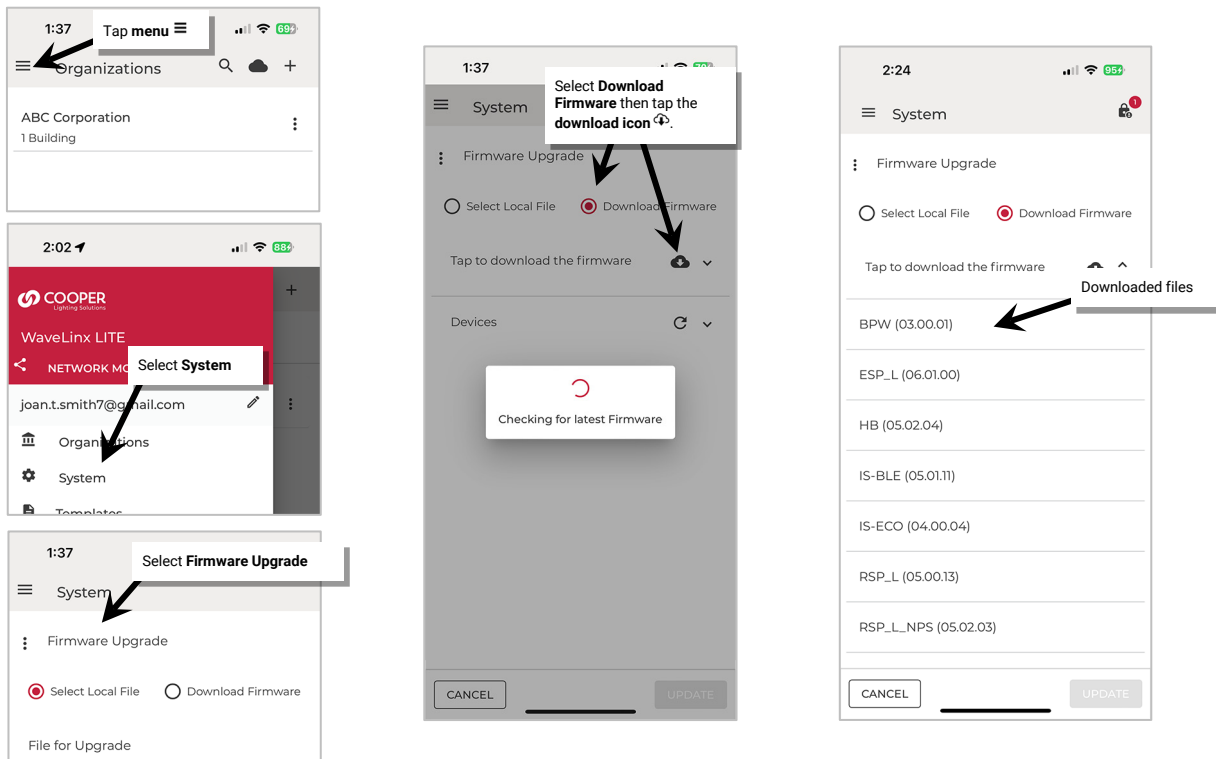 1:37
69
Tap menu
Organizations
ABC Corporation
1 Building
2:02
88
COOPER
Lighting Solutions
WaveLinx LITE
NETWORK MO
Select System
joan.t.smith7@gmail.com
Organizations
System
Templates
1:37
Select Firmware Upgrade
System
Firmware Upgrade
Select Local File
Download Firmware
File for Upgrade
1:37
Select Download
Firmware then tap the
download icon .
System
Firmware Upgrade
Select Local File
Download Firmware
Tap to download the firmware
Devices
Checking for latest Firmware
CANCEL
UPDATE
2:24
95
System
1
Firmware Upgrade
Select Local File
Download Firmware
Tap to download the firmware
Downloaded files
BPW (03.00.01)
ESP_L (06.01.00)
HB (05.02.04)
IS-BLE (05.01.11)
IS-ECO (04.00.04)
RSP_L (05.00.13)
RSP_L_NPS (05.02.03)
CANCEL
UPDATE